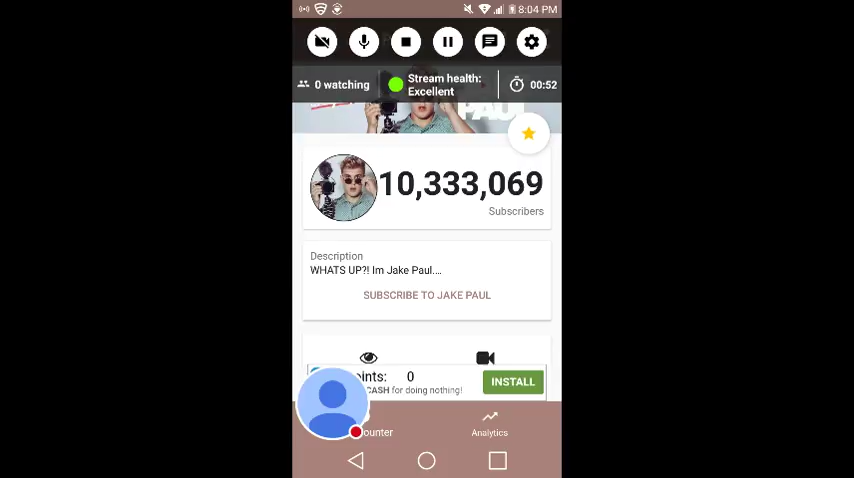 8:04 PM
0 watching
Stream health:
Excellent
00:52
PAUL
10,333,069
Subscribers
Description
WHATS UP?! Im Jake Paul....
SUBSCRIBE TO JAKE PAUL
oints: 0
CASH for doing nothing!
INSTALL
ounter
Analytics